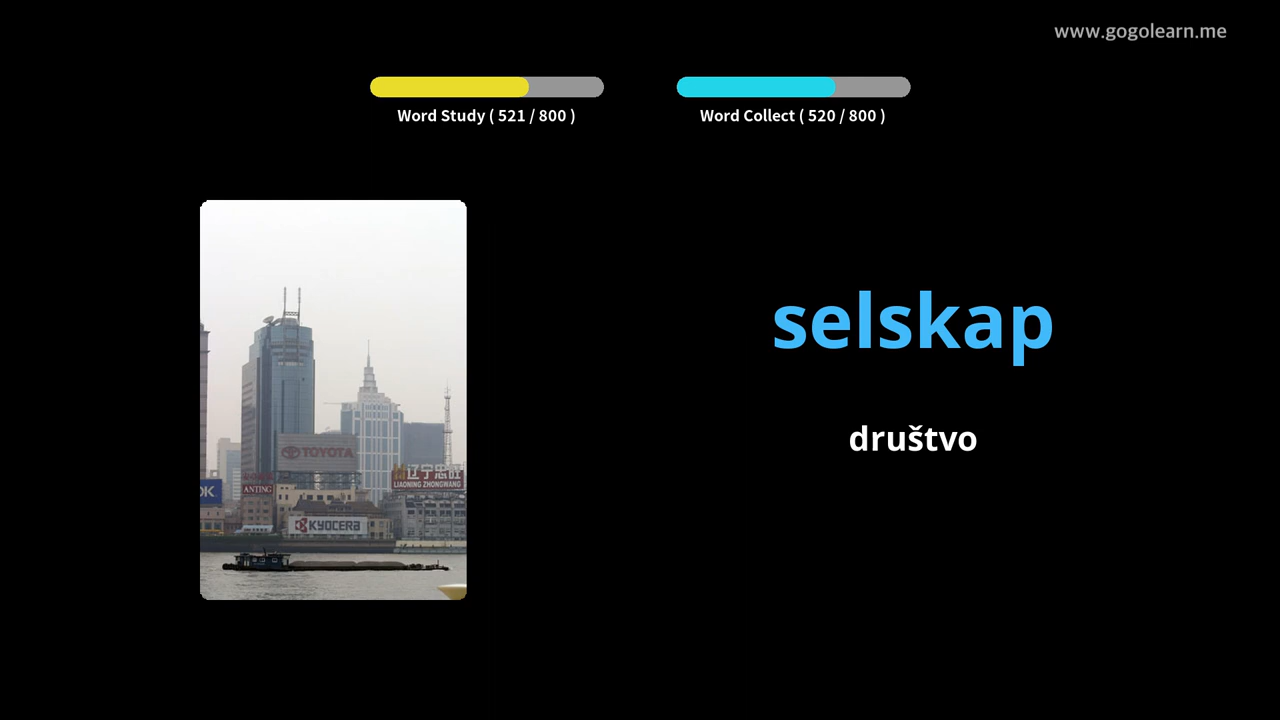 www.gogolearn.me
Word Study ( 521 / 800 )
Word Collect ( 520 / 800 )
selskap
društvo
TOYOTA
辽宁忠旺
LIAONING ZHONGWANG
ANTING
KYOCERA